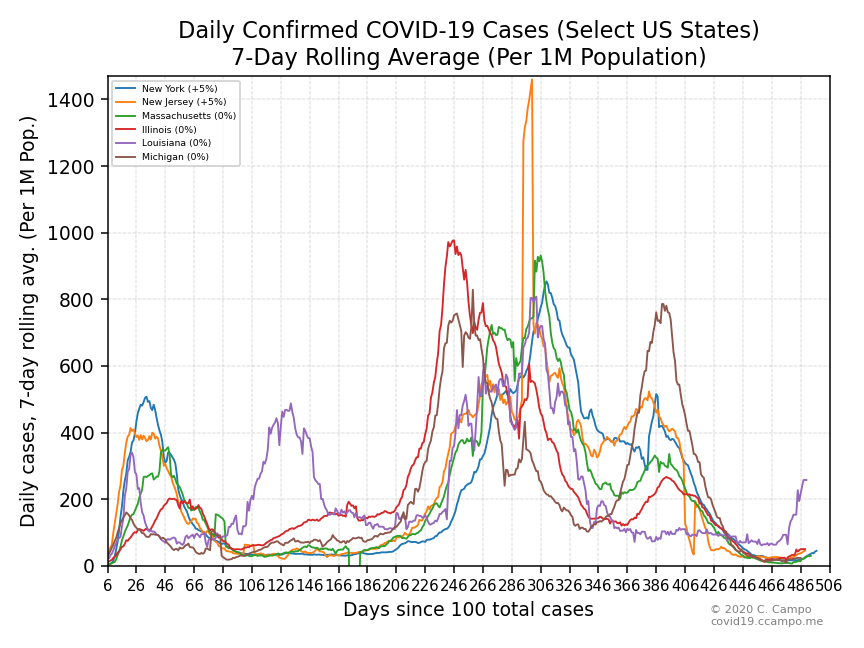 Daily Confirmed COVID-19 Cases (Select US States)
7-Day Rolling Average (Per 1M Population)
Daily cases, 7-day rolling avg. (Per 1M Pop.)
1400
1200
1000
800
600
400
200
0
New York (+5%)
New Jersey (+5%)
Massachusetts (0%)
Illinois (0%)
Louisiana (0%)
Michigan (0%)
6 26 46 66 86 106 126 146 166 186 206 226 246 266 286 306 326 346 366 386 406 426 446 466 486 506
Days since 100 total cases
© 2020 C. Campo
covid19.ccampo.me